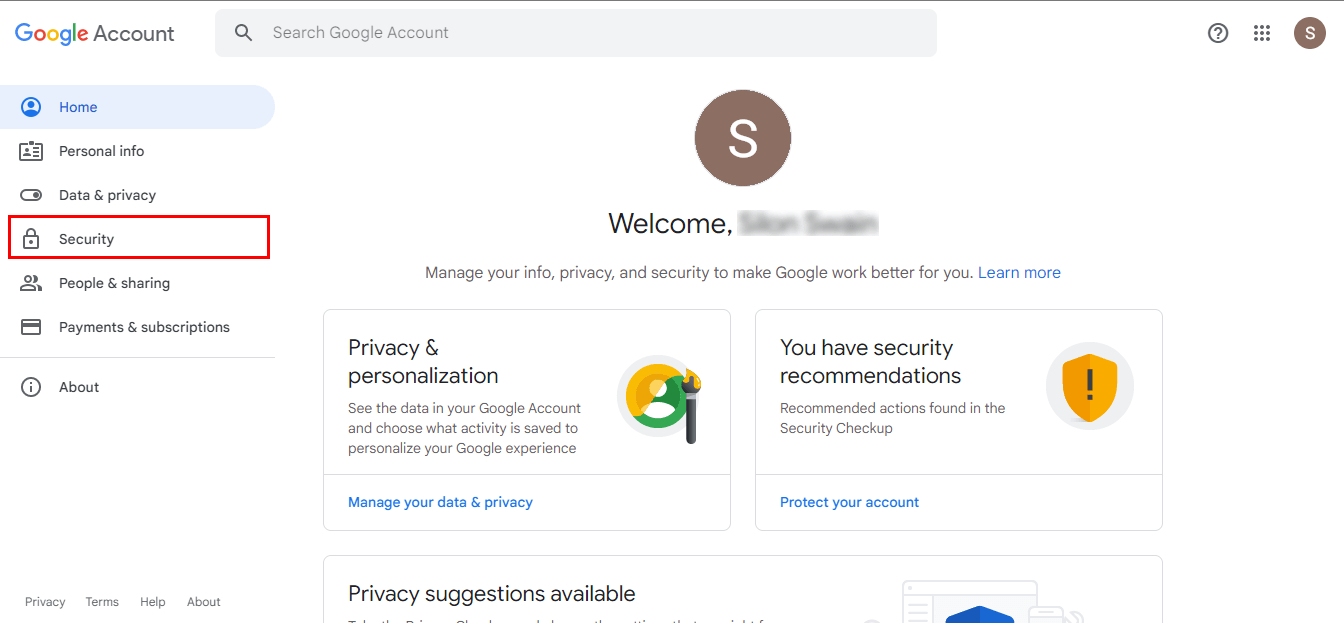 Google Account
Search Google Account
S
Home
Personal info
Data & privacy
Security
People & sharing
Payments & subscriptions
About
Privacy Terms Help About
S
Welcome,
Manage your info, privacy, and security to make Google work better for you. Learn more
Privacy &
personalization
See the data in your Google Account
and choose what activity is saved to
personalize your Google experience
Manage your data & privacy
You have security
recommendations
Recommended actions found in the
Security Checkup
Protect your account
Privacy suggestions available